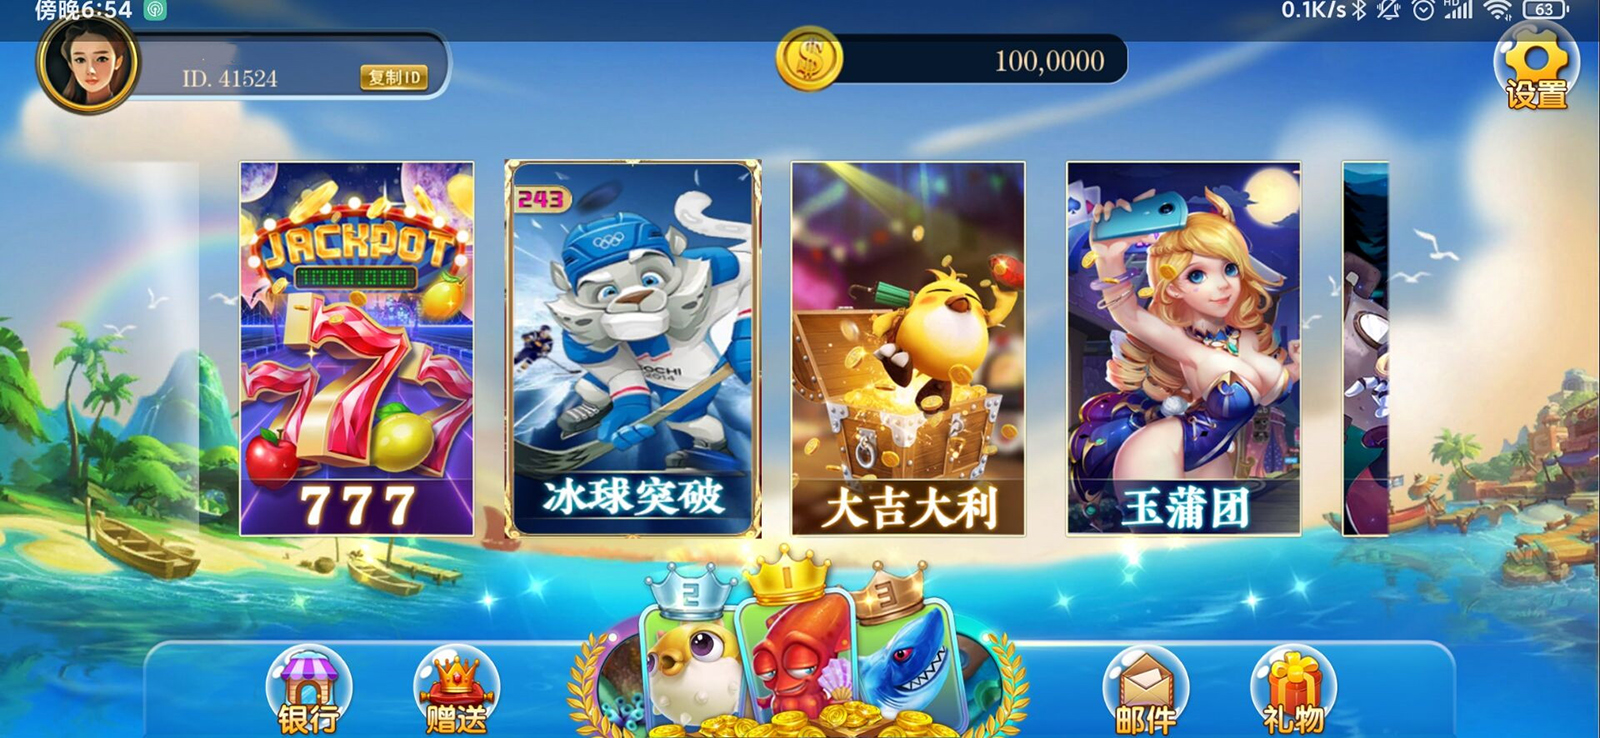 傍晚6:54
0.1K/s
HD
63
ID. 41524
复制ID
100,0000
设置
JACKPOT
777
243
SOCHI
2014
冰球突破
大吉大利
玉蒲团
2
1
3
银行
赠送
邮件
礼物